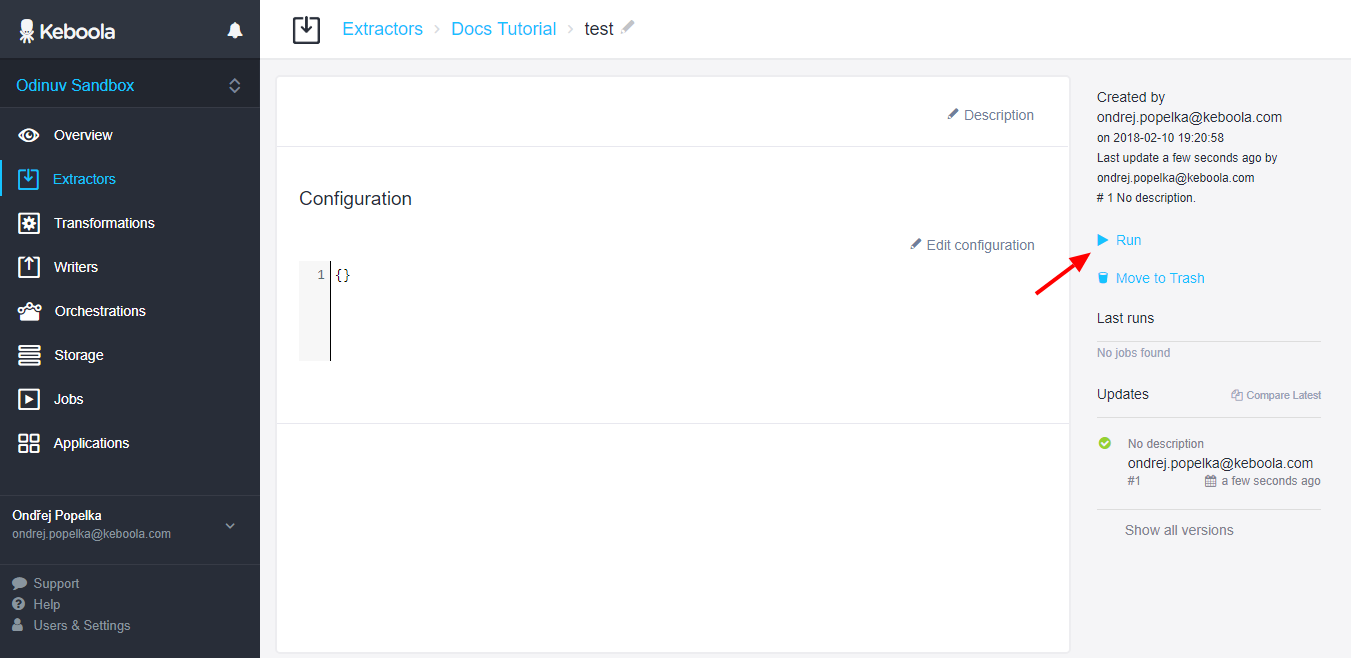 Keboola
Odinuv Sandbox
Overview
Extractors
Transformations
Writers
Orchestrations
Storage
Jobs
Applications
Ondřej Popelka
ondrej.popelka@keboola.com
Support
Help
Users & Settings
Extractors › Docs Tutorial › test
Description
Configuration
Edit configuration
1 {}
Created by
ondrej.popelka@keboola.com
on 2018-02-10 19:20:58
Last update a few seconds ago by
ondrej.popelka@keboola.com
# 1 No description.
Run
Move to Trash
Last runs
No jobs found
Updates Compare Latest
No description
ondrej.popelka@keboola.com
#1 a few seconds ago
Show all versions